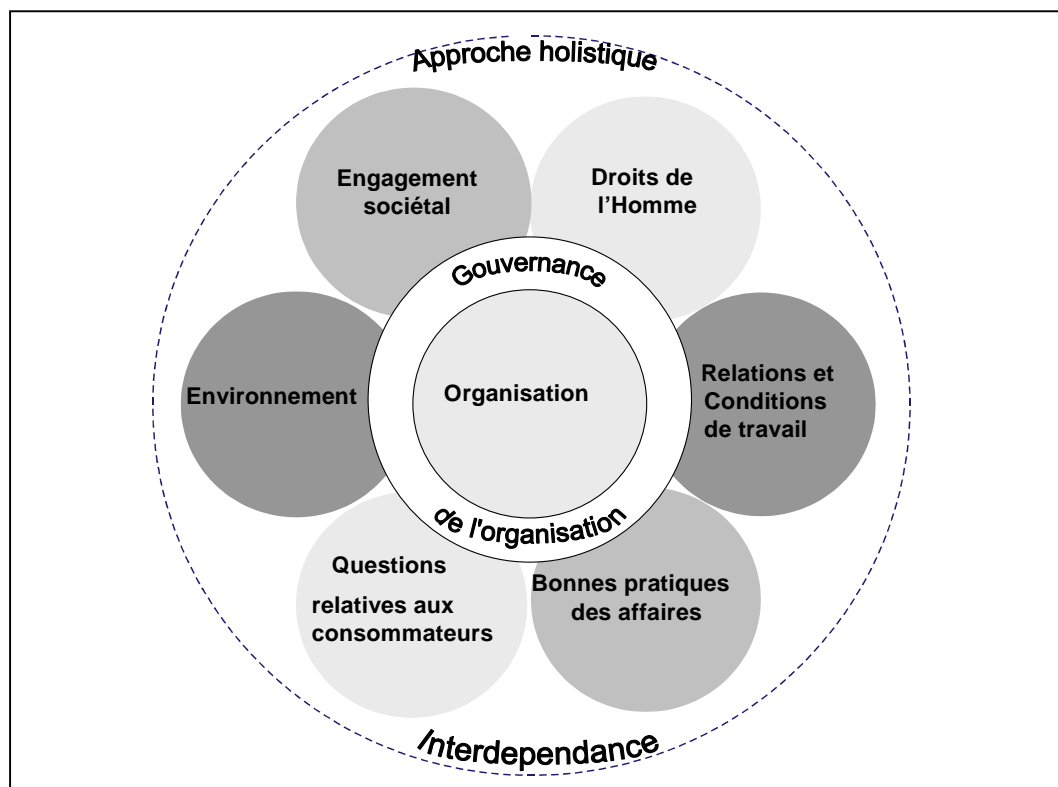 Approche holistique
Engagement
sociétal
Droits de
l'Homme
Gouvernance
de l'organisation
Organisation
Environnement
Relations et
Conditions
de travail
Questions
relatives aux
consommateurs
Bonnes pratiques
des affaires
Interdependance